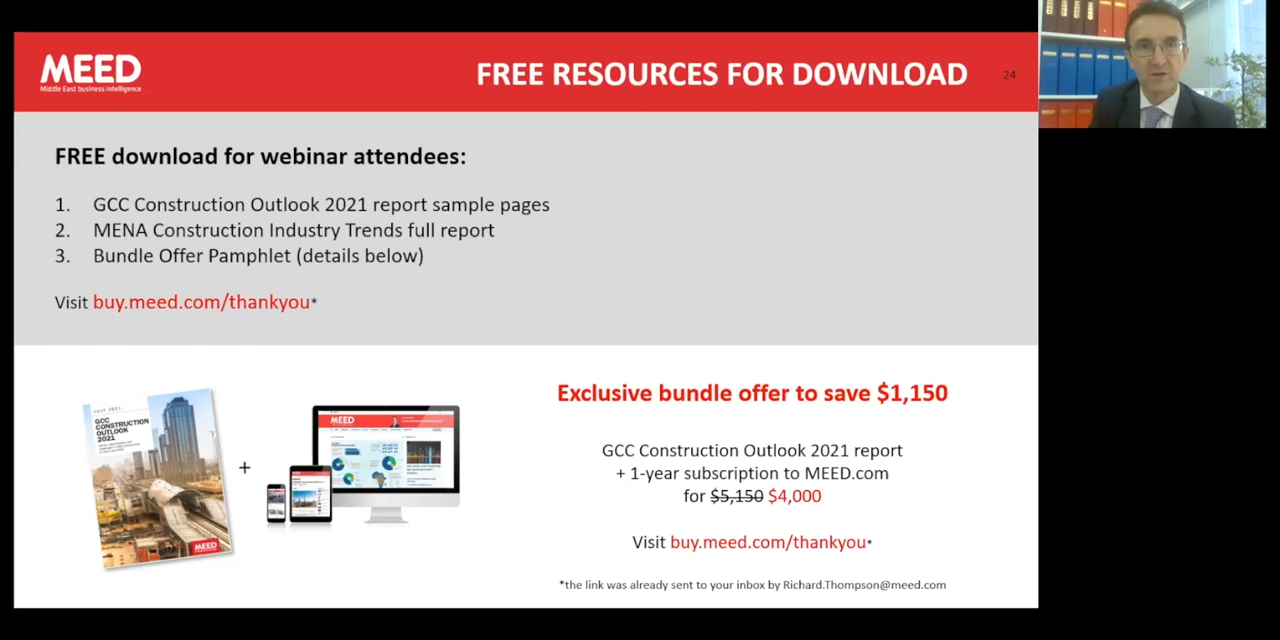 MEED
Middle East business intelligence
FREE RESOURCES FOR DOWNLOAD
24
FREE download for webinar attendees:
1. GCC Construction Outlook 2021 report sample pages
2. MENA Construction Industry Trends full report
3. Bundle Offer Pamphlet (details below)
Visit buy.meed.com/thankyou*
JULY 2021
GCC
CONSTRUCTION
OUTLOOK
2021
MEED
+
MEED
Exclusive bundle offer to save $1,150
GCC Construction Outlook 2021 report
+ 1-year subscription to MEED.com
for $5,150 $4,000
Visit buy.meed.com/thankyou*
*the link was already sent to your inbox by Richard.Thompson@meed.com